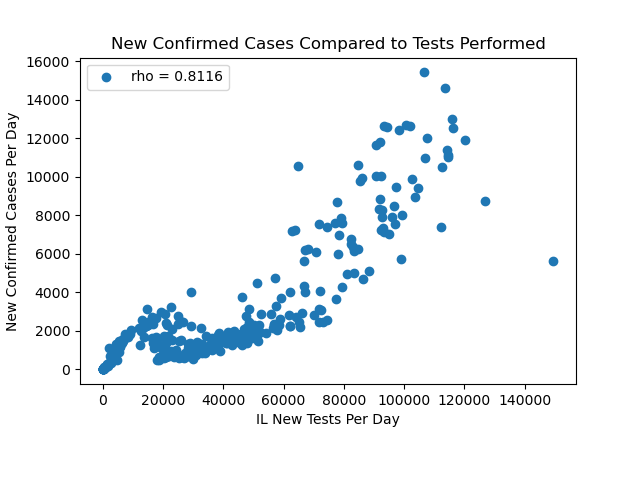 New Confirmed Cases Compared to Tests Performed
rho = 0.8116
16000
14000
12000
10000
8000
6000
4000
2000
0
New Confirmed Caeses Per Day
0 20000 40000 60000 80000 100000 120000 140000
IL New Tests Per Day